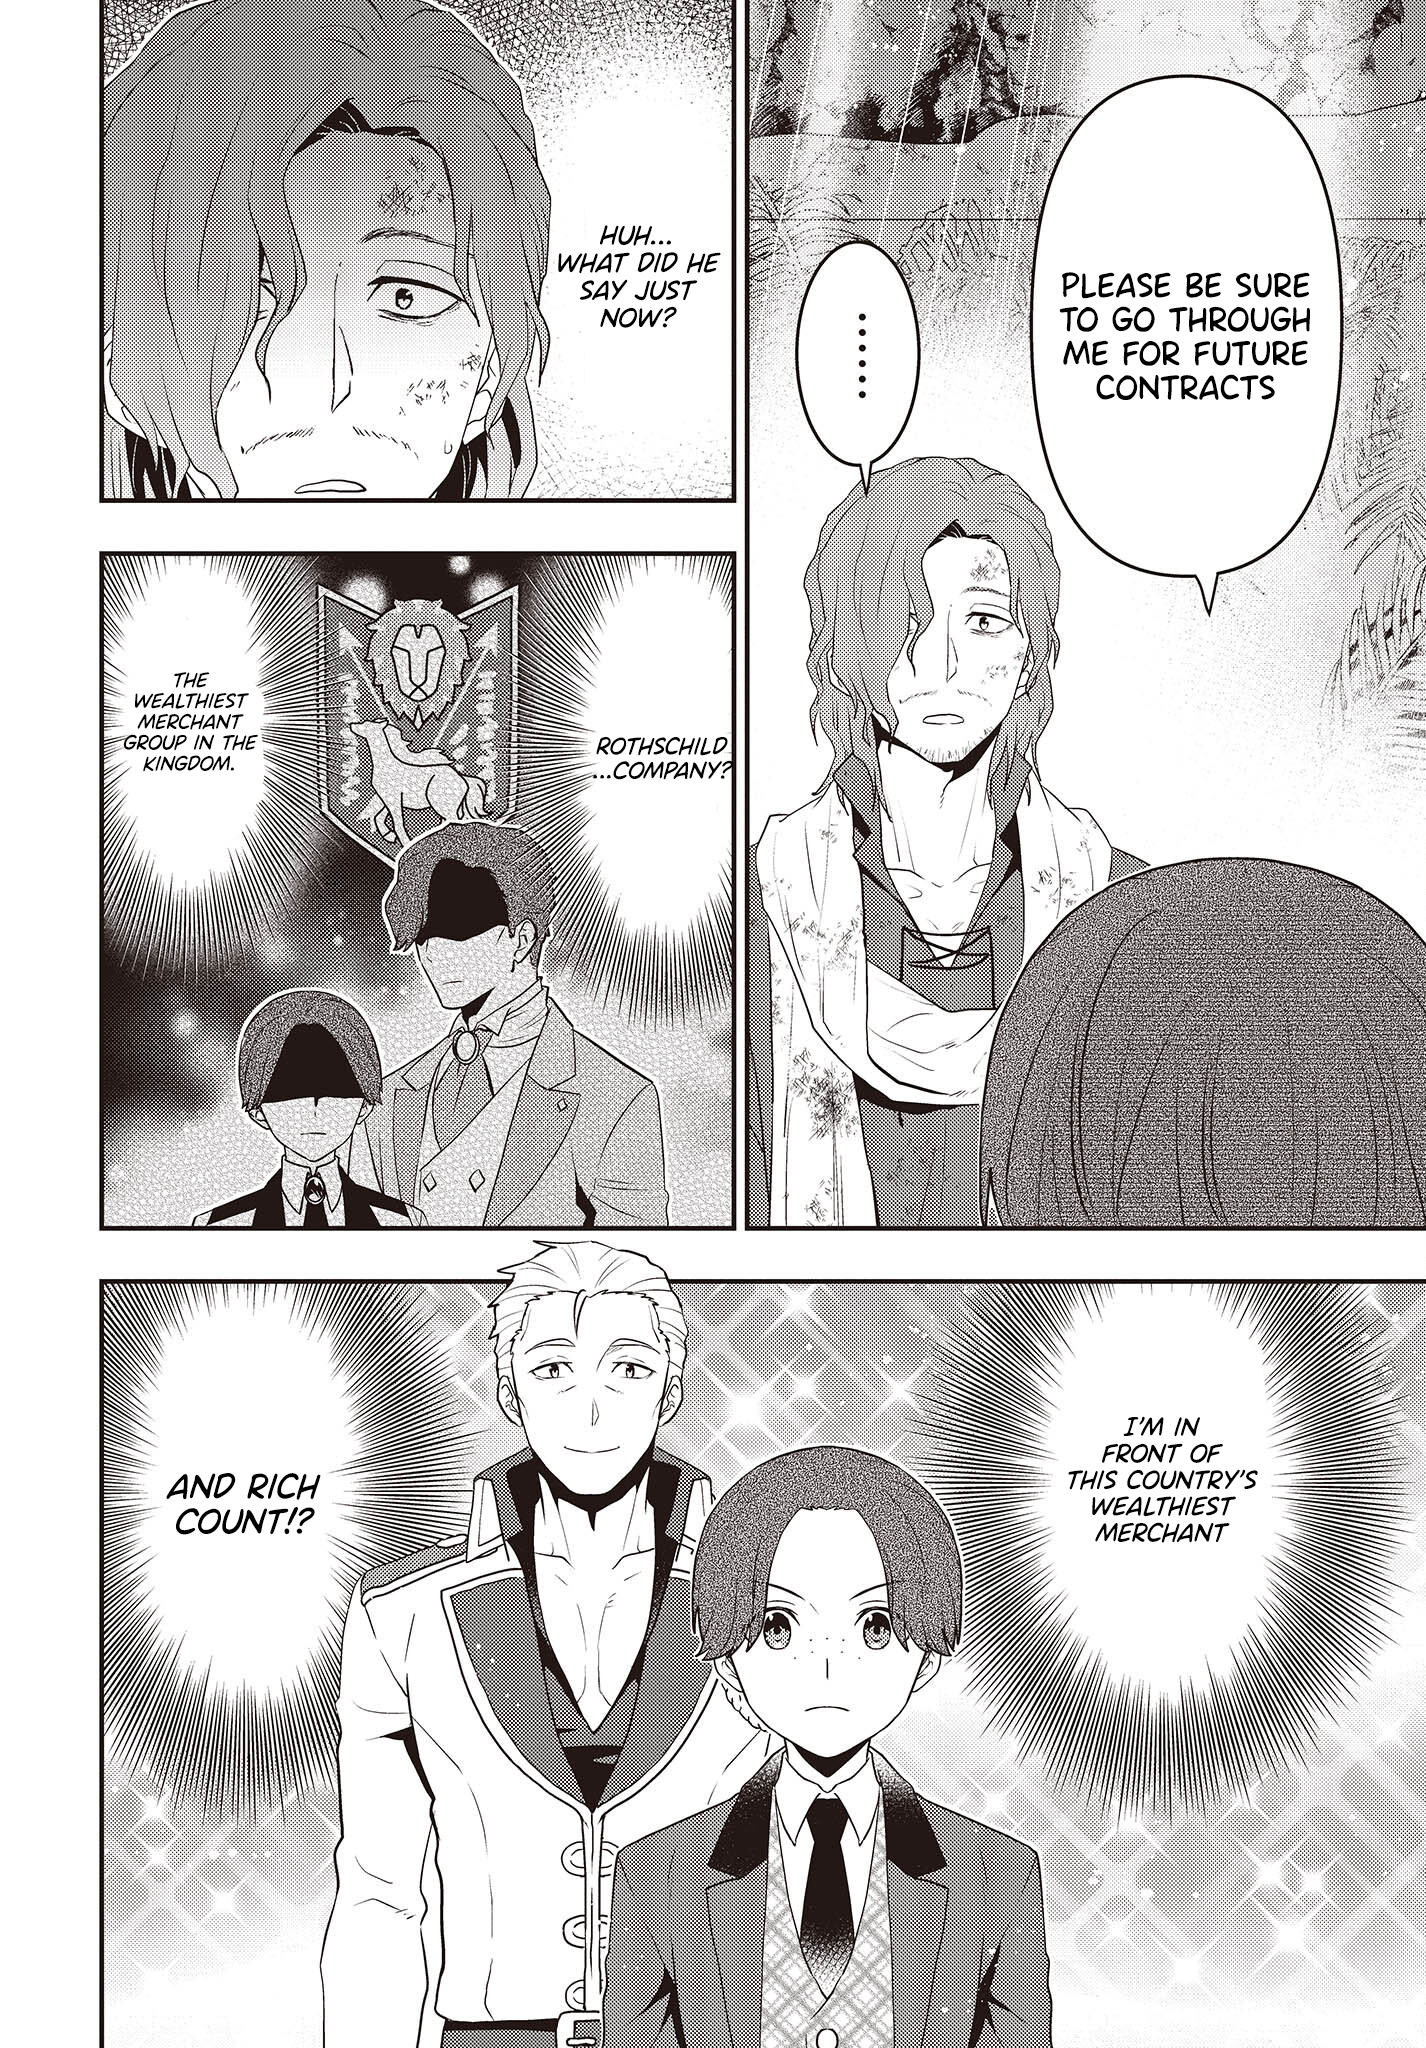 PLEASE BE SURE
TO GO THROUGH
ME FOR FUTURE
CONTRACTS
......
HUH...
WHAT DID HE
SAY JUST
NOW?
ROTHSCHILD
...COMPANY?
THE
WEALTHIEST
MERCHANT
GROUP IN THE
KINGDOM.
I'M IN
FRONT OF
THIS COUNTRY'S
WEALTHIEST
MERCHANT
AND RICH
COUNT!?